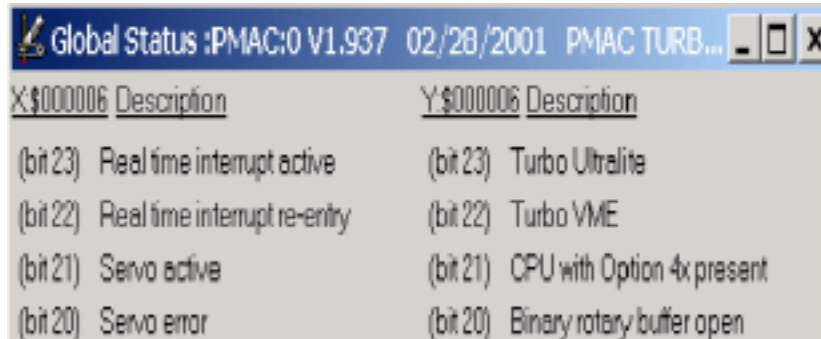 Global Status :PMAC:0 V1.937 02/28/2001 PMAC TURB...
X:$000006 Description Y:$000006 Description
(bit 23) Real time interrupt active (bit 23) Turbo Ultralite
(bit 22) Real time interrupt re-entry (bit 22) Turbo VME
(bit 21) Servo active (bit 21) CPU with Option 4x present
(bit 20) Servo error (bit 20) Binary rotary buffer open